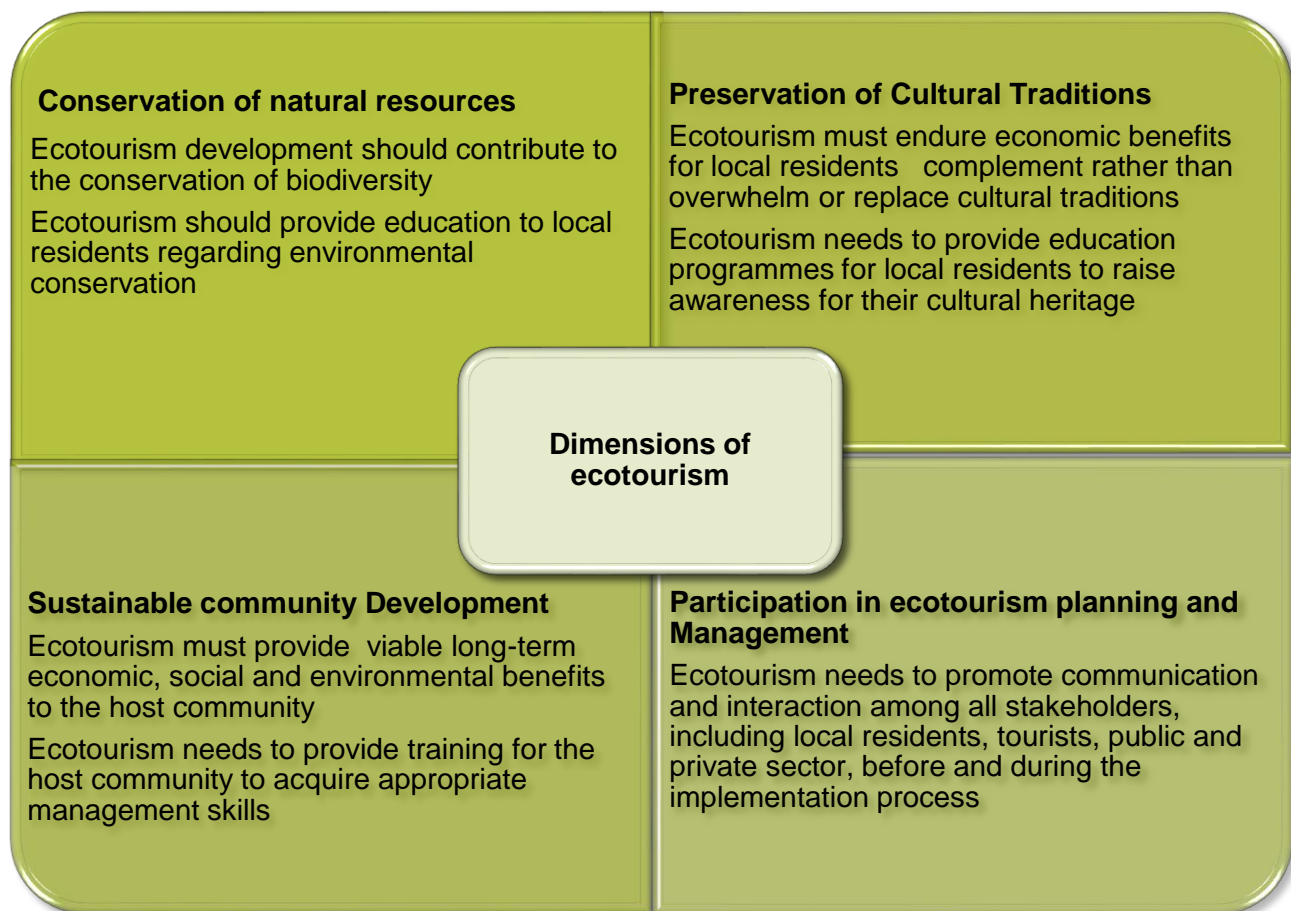 Conservation of natural resources
Ecotourism development should contribute to
the conservation of biodiversity
Ecotourism should provide education to local
residents regarding environmental
conservation
Preservation of Cultural Traditions
Ecotourism must endure economic benefits
for local residents   complement rather than
overwhelm or replace cultural traditions
Ecotourism needs to provide education
programmes for local residents to raise
awareness for their cultural heritage
Dimensions of
ecotourism
Sustainable community Development
Ecotourism must provide  viable long-term
economic, social and environmental benefits
to the host community
Ecotourism needs to provide training for the
host community to acquire appropriate
management skills
Participation in ecotourism planning and
Management
Ecotourism needs to promote communication
and interaction among all stakeholders,
including local residents, tourists, public and
private sector, before and during the
implementation process